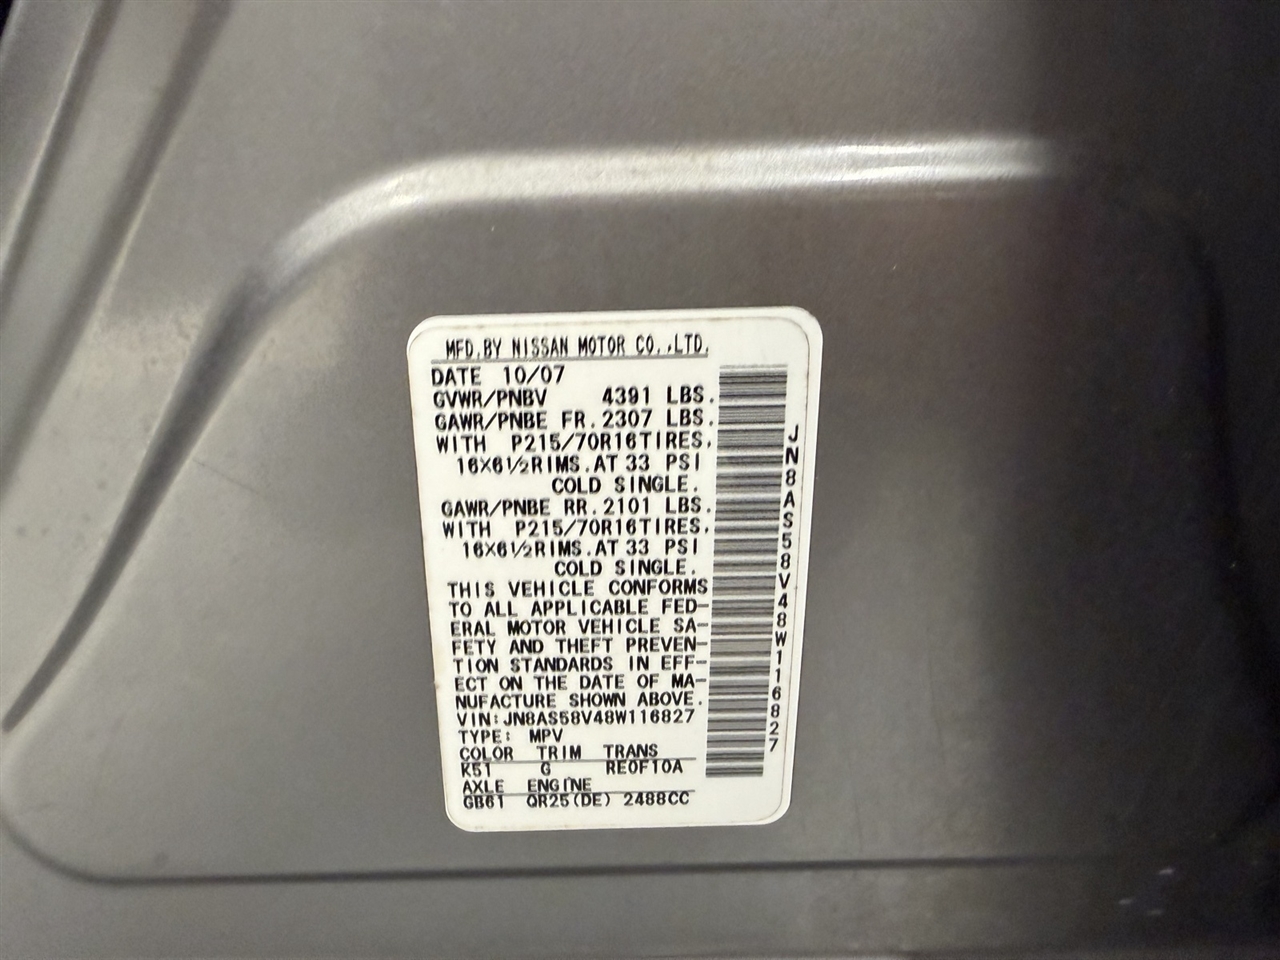 MFD.BY NISSAN MOTOR CO.,LTD.
DATE 10/07
GVWR/PNBV 4391 LBS.
GAWR/PNBE FR.2307 LBS.
WITH P215/70R16TIRES,
16X6½RIMS.AT 33 PSI
COLD SINGLE.
GAWR/PNBE RR.2101 LBS.
WITH P215/70R16TIRES,
16X6½RIMS.AT 33 PSI
COLD SINGLE.
THIS VEHICLE CONFORMS
TO ALL APPLICABLE FED-
ERAL MOTOR VEHICLE SA-
FETY AND THEFT PREVEN-
TION STANDARDS IN EFF-
ECT ON THE DATE OF MA-
NUFACTURE SHOWN ABOVE.
VIN:JN8AS58V48W116827
TYPE: MPV
COLOR TRIM TRANS
K51 G RE0F10A
AXLE ENGINE
GB61 QR25(DE) 2488CC
JN8AS58V48W116827